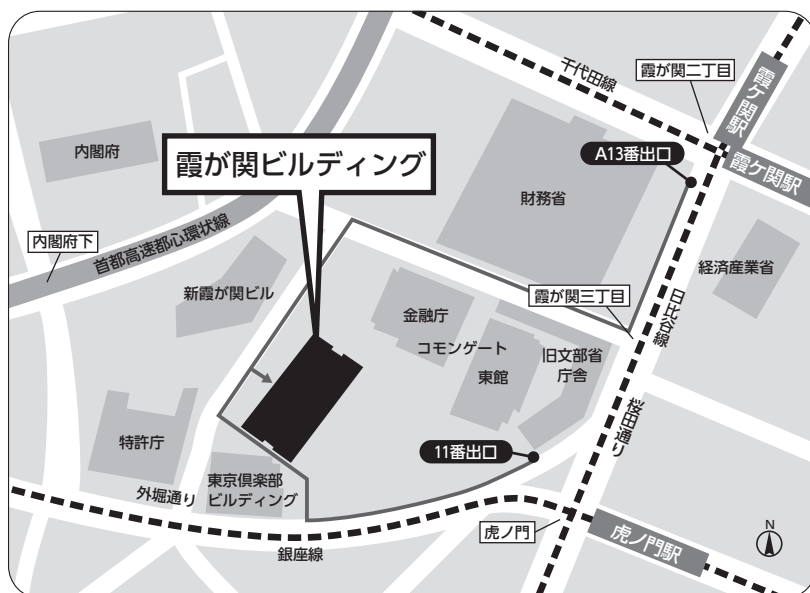 千代田線
霞が関二丁目
霞ケ関駅
霞ケ関駅
内閣府
霞が関ビルディング
A13番出口
財務省
内閣府下
首都高速都心環状線
経済産業省
新霞が関ビル
霞が関三丁目
日比谷線
金融庁
コモンゲート
東館
旧文部省
庁舎
桜田通り
特許庁
11番出口
外堀通り
東京倶楽部
ビルディング
虎ノ門
虎ノ門駅
銀座線
N